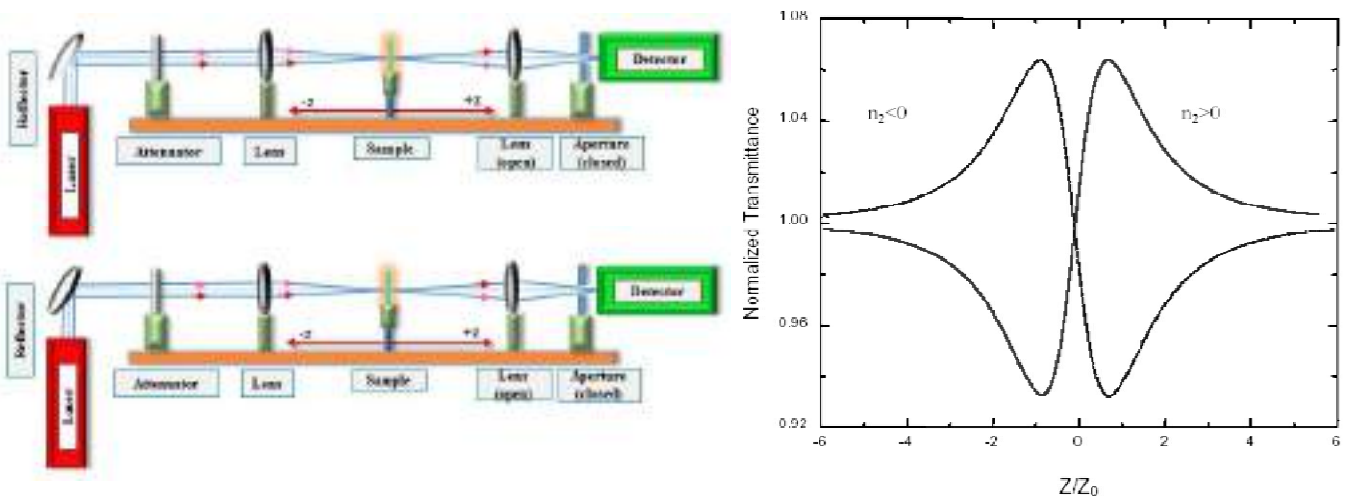 Reflector
Laser
Attenuator
Lens
-z
+z
Sample
Lens
(open)
Aperture
(closed)
Detector
Reflector
Laser
Attenuator
Lens
-z
+z
Sample
Lens
(open)
Aperture
(closed)
Detector
Normalized Transmittance
1.08
1.04
1.00
0.96
0.92
n₂<0
n₂>0
-6
-4
-2
0
2
4
6
Z/Z₀